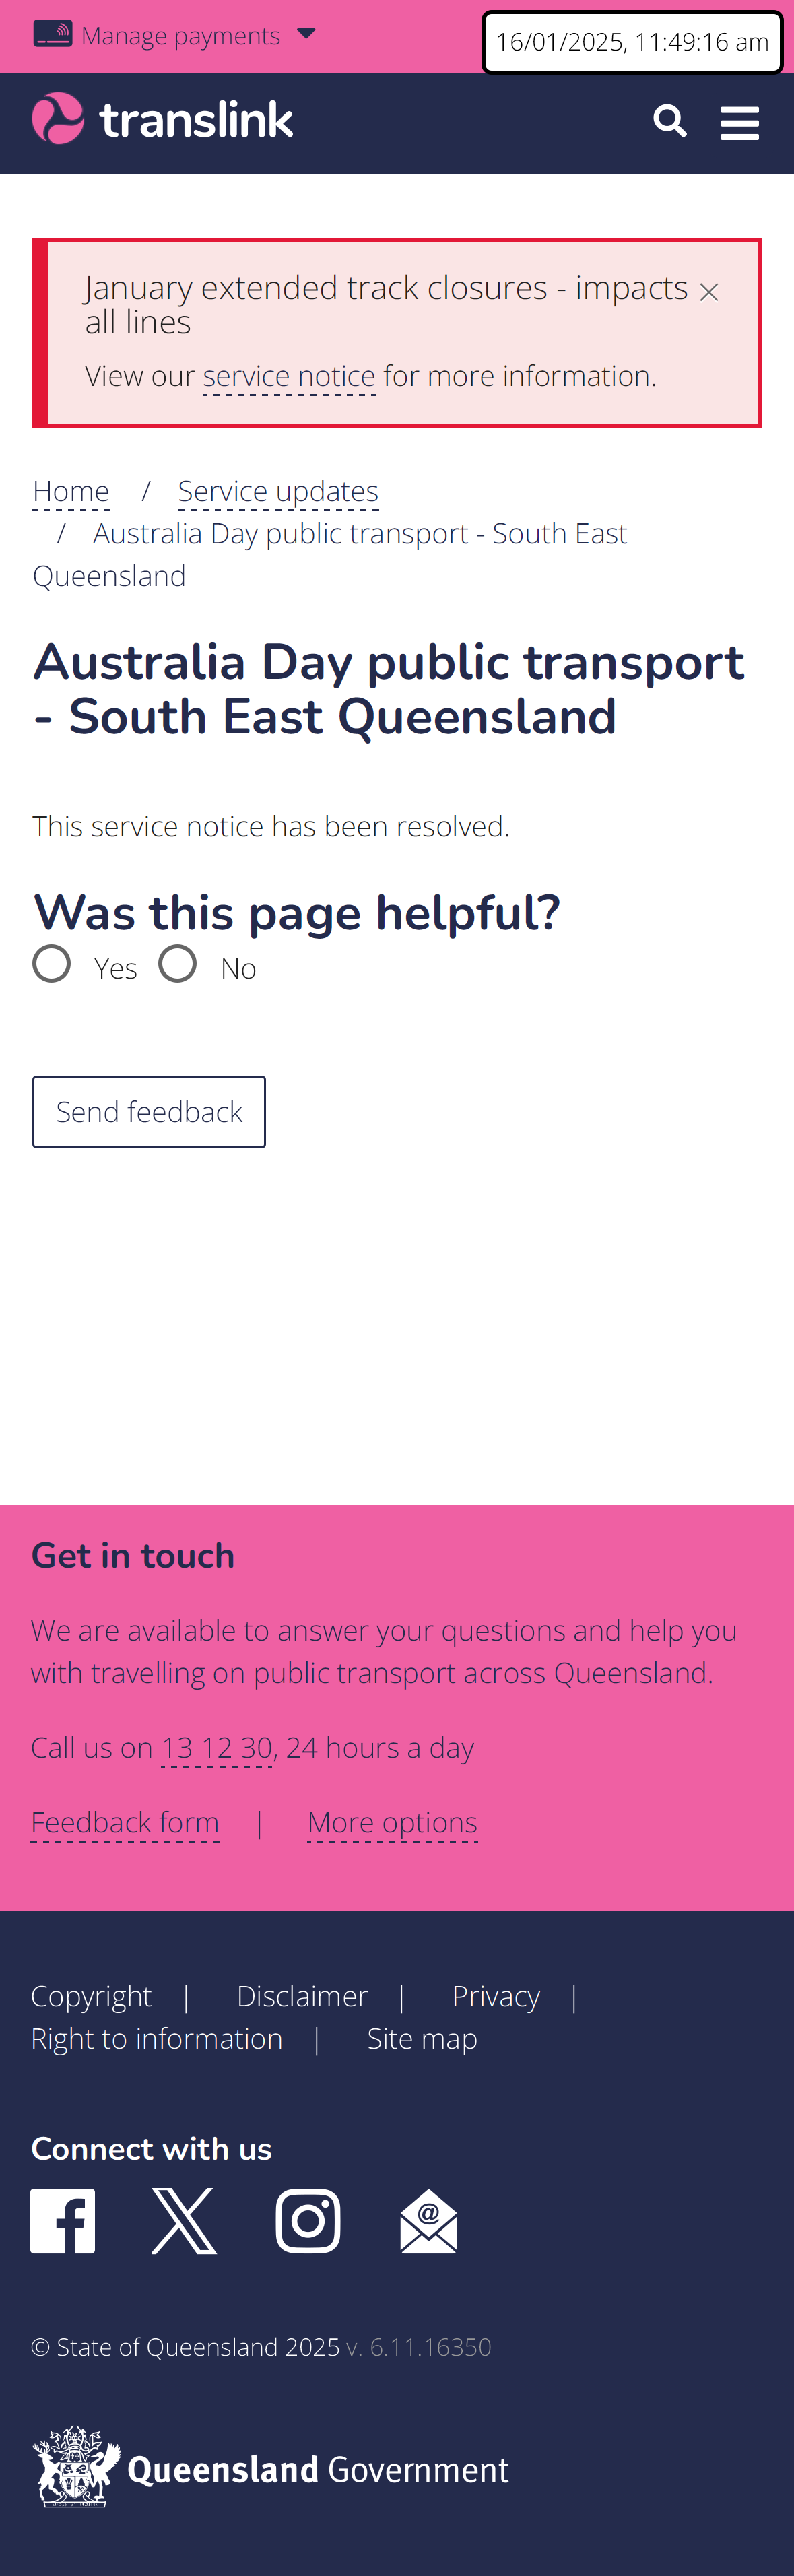 Manage payments
16/01/2025, 11:49:16 am
translink
January extended track closures - impacts
all lines
View our service notice for more information.
Home / Service updates
/ Australia Day public transport - South East
Queensland
Australia Day public transport
- South East Queensland
This service notice has been resolved.
Was this page helpful?
Yes No
Send feedback
Get in touch
We are available to answer your questions and help you
with travelling on public transport across Queensland.
Call us on 13 12 30, 24 hours a day
Feedback form | More options
Copyright | Disclaimer | Privacy |
Right to information | Site map
Connect with us
@
© State of Queensland 2025 v. 6.11.16350
Queensland Government